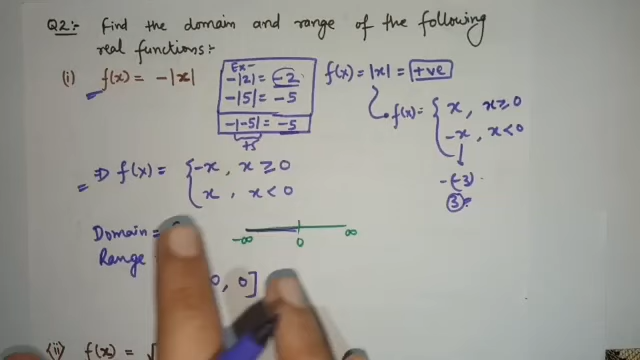 Q2:- Find the domain and range of the following
real functions:-
(i) f(x) = -|x|
Ex-
-|2| = -2
-|5| = -5
-|-5| = -5
+5
f(x) = |x| = +ve
f(x) = { x, x≥0
-x, x<0
-(-3)
3
⇒ f(x) = { -x, x≥0
x, x<0
Domain =
-∞ 0 ∞
Range
0, 0]
(ii) f(x) = √